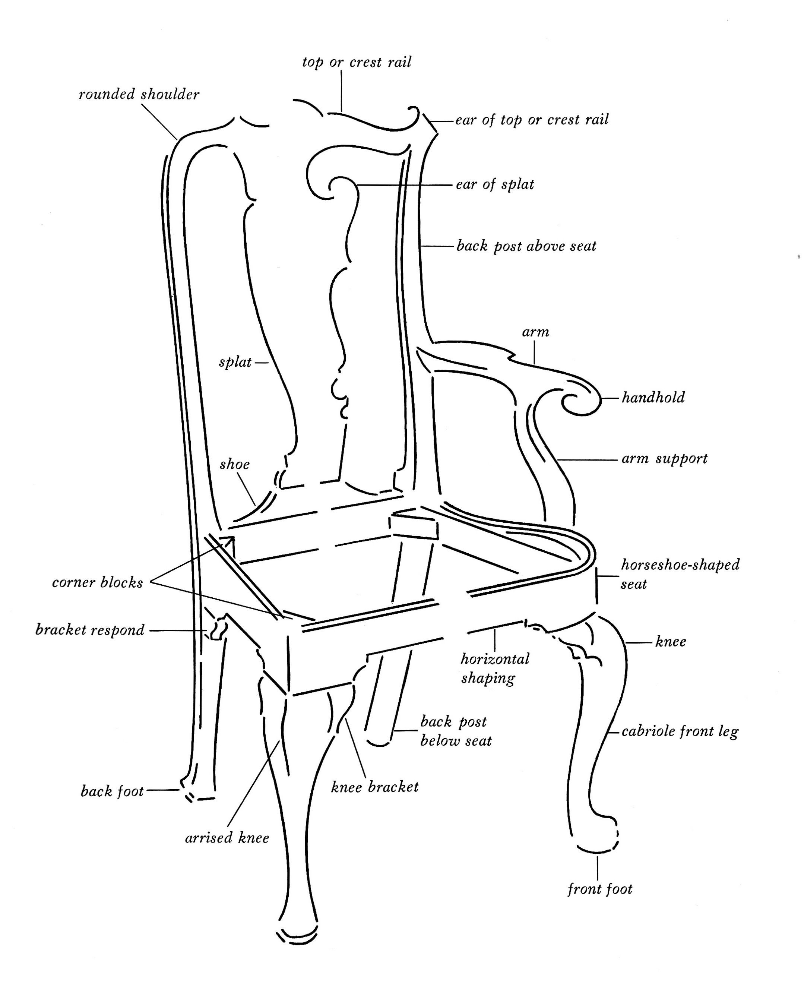 top or crest rail
rounded shoulder
ear of top or crest rail
ear of splat
back post above seat
arm
splat
handhold
shoe
arm support
horseshoe-shaped
seat
corner blocks
bracket respond
knee
horizontal
shaping
back post
below seat
cabriole front leg
knee bracket
back foot
arrised knee
front foot